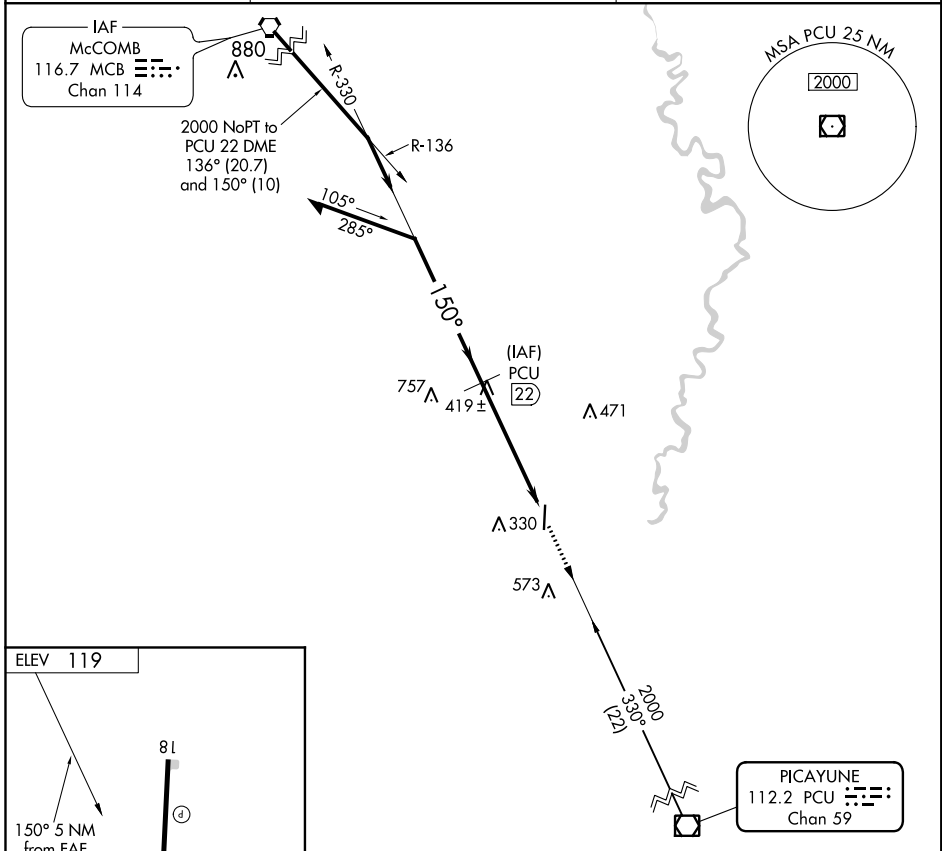 IAF
McCOMB
116.7 MCB
Chan 114
880
R-330
2000 NoPT to
PCU 22 DME
136° (20.7)
and 150° (10)
R-136
105°
285°
MSA PCU 25 NM
2000
150°
(IAF)
PCU
22
757
419±
471
330
573
2000
330°
(22)
PICAYUNE
112.2 PCU
Chan 59
ELEV 119
18
P
150° 5 NM
from FAF